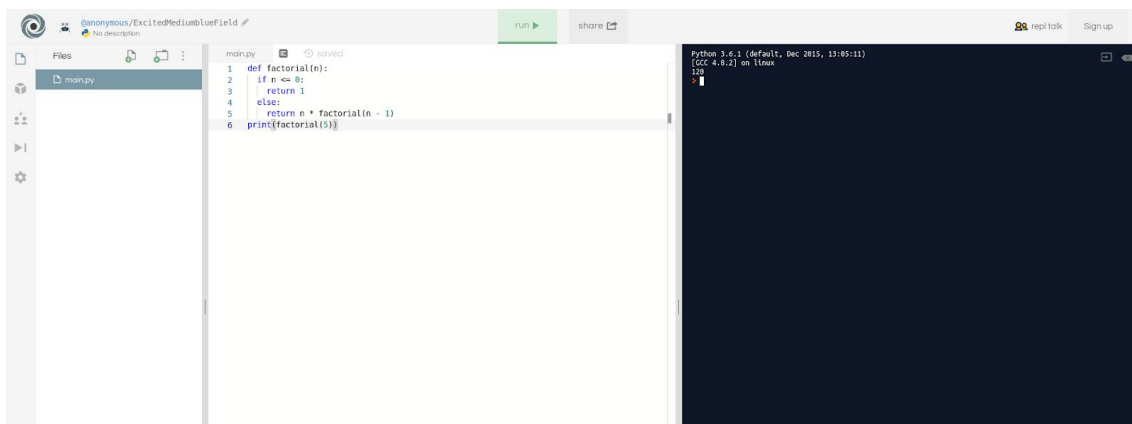 @anonymous/ExcitedMediumblueField
No description
run
share
repl talk
Sign up
Files
main.py
main.py
saved
1 def factorial(n):
2 if n <= 0:
3 return 1
4 else:
5 return n * factorial(n - 1)
6 print(factorial(5))
Python 3.6.1 (default, Dec 2015, 13:05:11)
[GCC 4.8.2] on linux
120
>